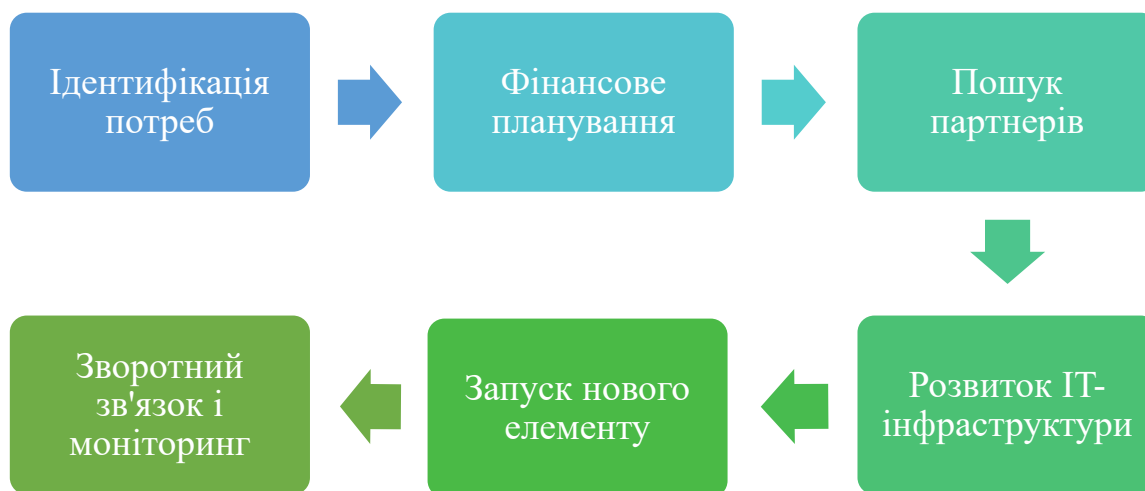 Ідентифікація
потреб
Фінансове
планування
Пошук
партнерів
Розвиток ІТ-
інфраструктури
Запуск нового
елементу
Зворотний
зв'язок і
моніторинг